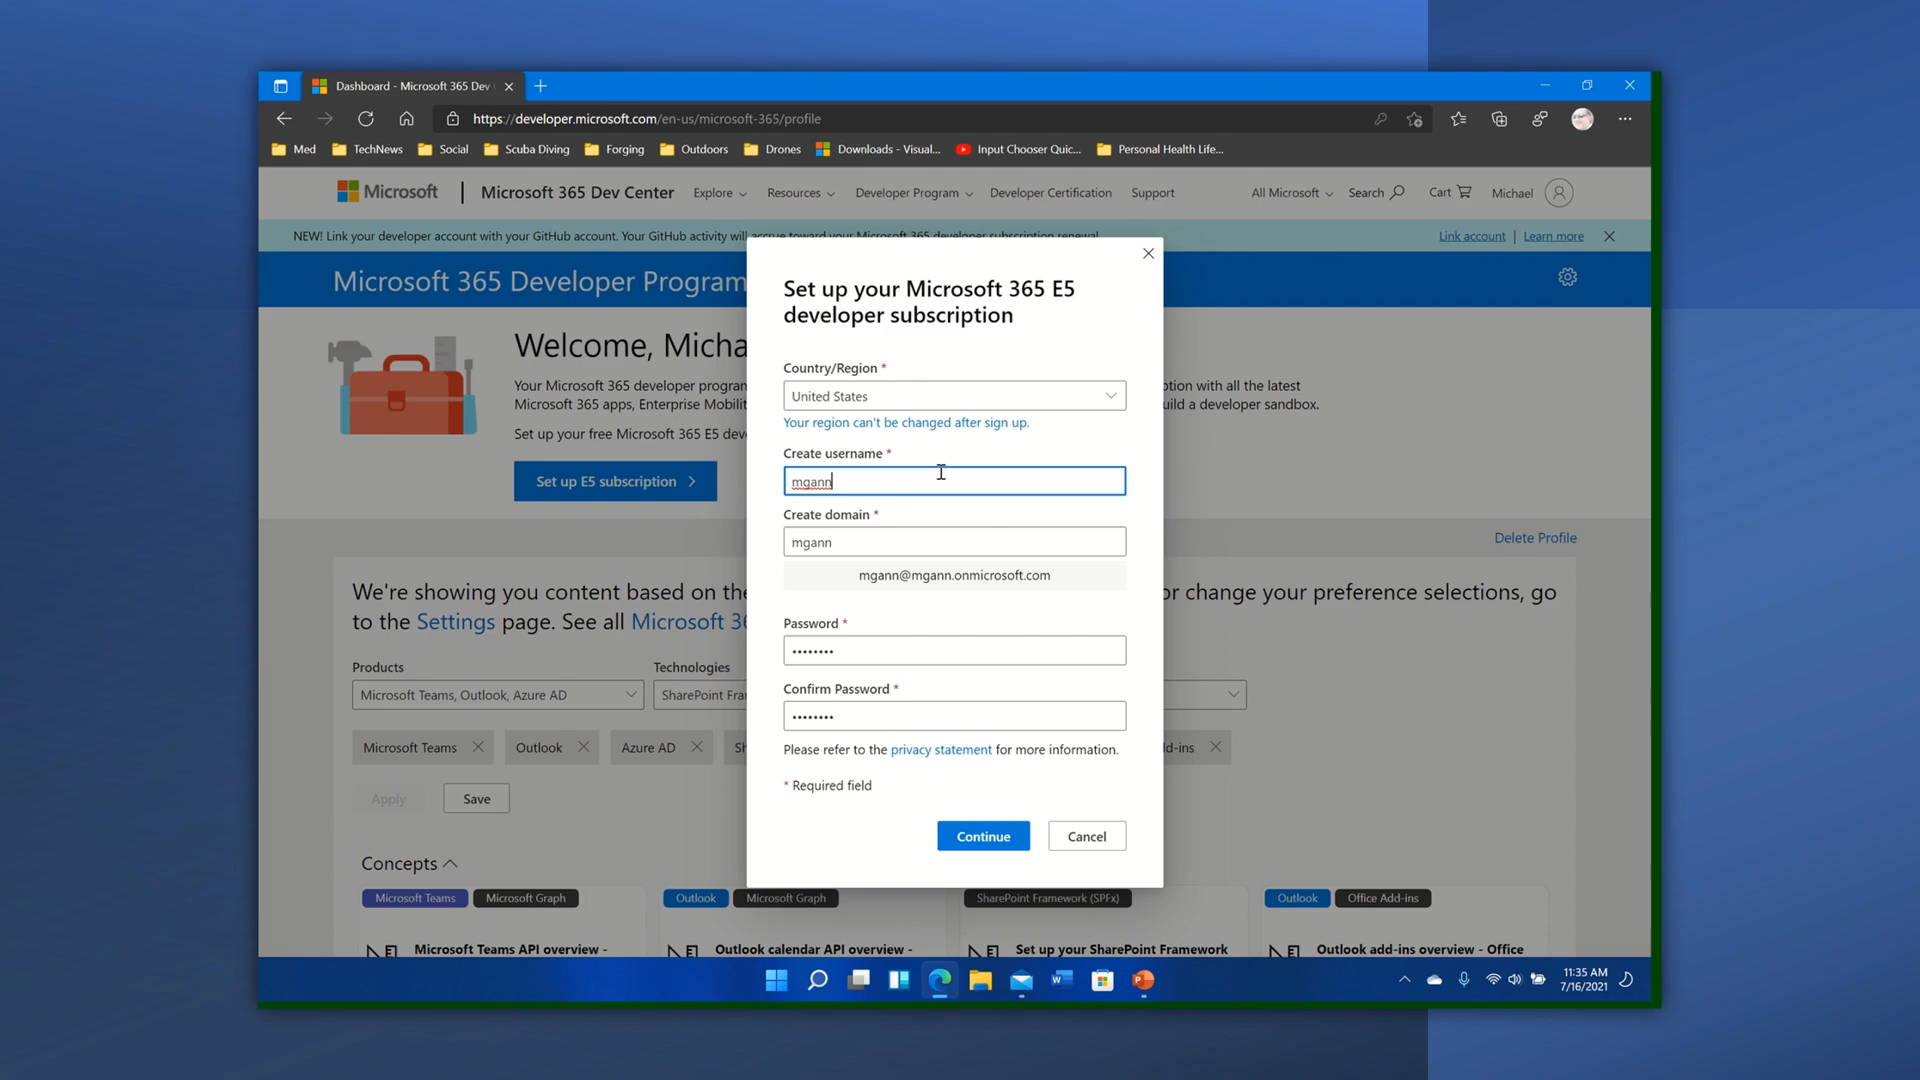 Dashboard - Microsoft 365 Dev
https://developer.microsoft.com/en-us/microsoft-365/profile
Med TechNews Social Scuba Diving Forging Outdoors Drones Downloads - Visual... Input Chooser Quic... Personal Health Life...
Microsoft | Microsoft 365 Dev Center Explore Resources Developer Program Developer Certification Support All Microsoft Search Cart Michael
NEW! Link your developer account with your GitHub account. Your GitHub activity will accrue toward your Microsoft 365 developer subscription renewal. Link account | Learn more
Microsoft 365 Developer Program
Welcome, Micha
Your Microsoft 365 developer program
ption with all the latest
Microsoft 365 apps, Enterprise Mobilit
uild a developer sandbox.
Set up your free Microsoft 365 E5 dev
Set up E5 subscription
Delete Profile
We're showing you content based on the
or change your preference selections, go
to the Settings page. See all Microsoft 36
Products Technologies
Microsoft Teams, Outlook, Azure AD SharePoint Fra
Microsoft Teams Outlook Azure AD Sh
d-ins
Apply Save
Concepts
Microsoft Teams Microsoft Graph Outlook Microsoft Graph SharePoint Framework (SPFx) Outlook Office Add-ins
Microsoft Teams API overview - Outlook calendar API overview - Set up your SharePoint Framework Outlook add-ins overview - Office
Set up your Microsoft 365 E5
developer subscription
Country/Region *
United States
Your region can't be changed after sign up.
Create username *
mgann
Create domain *
mgann
mgann@mgann.onmicrosoft.com
Password *
••••••••
Confirm Password *
••••••••
Please refer to the privacy statement for more information.
* Required field
Continue Cancel
11:35 AM
7/16/2021